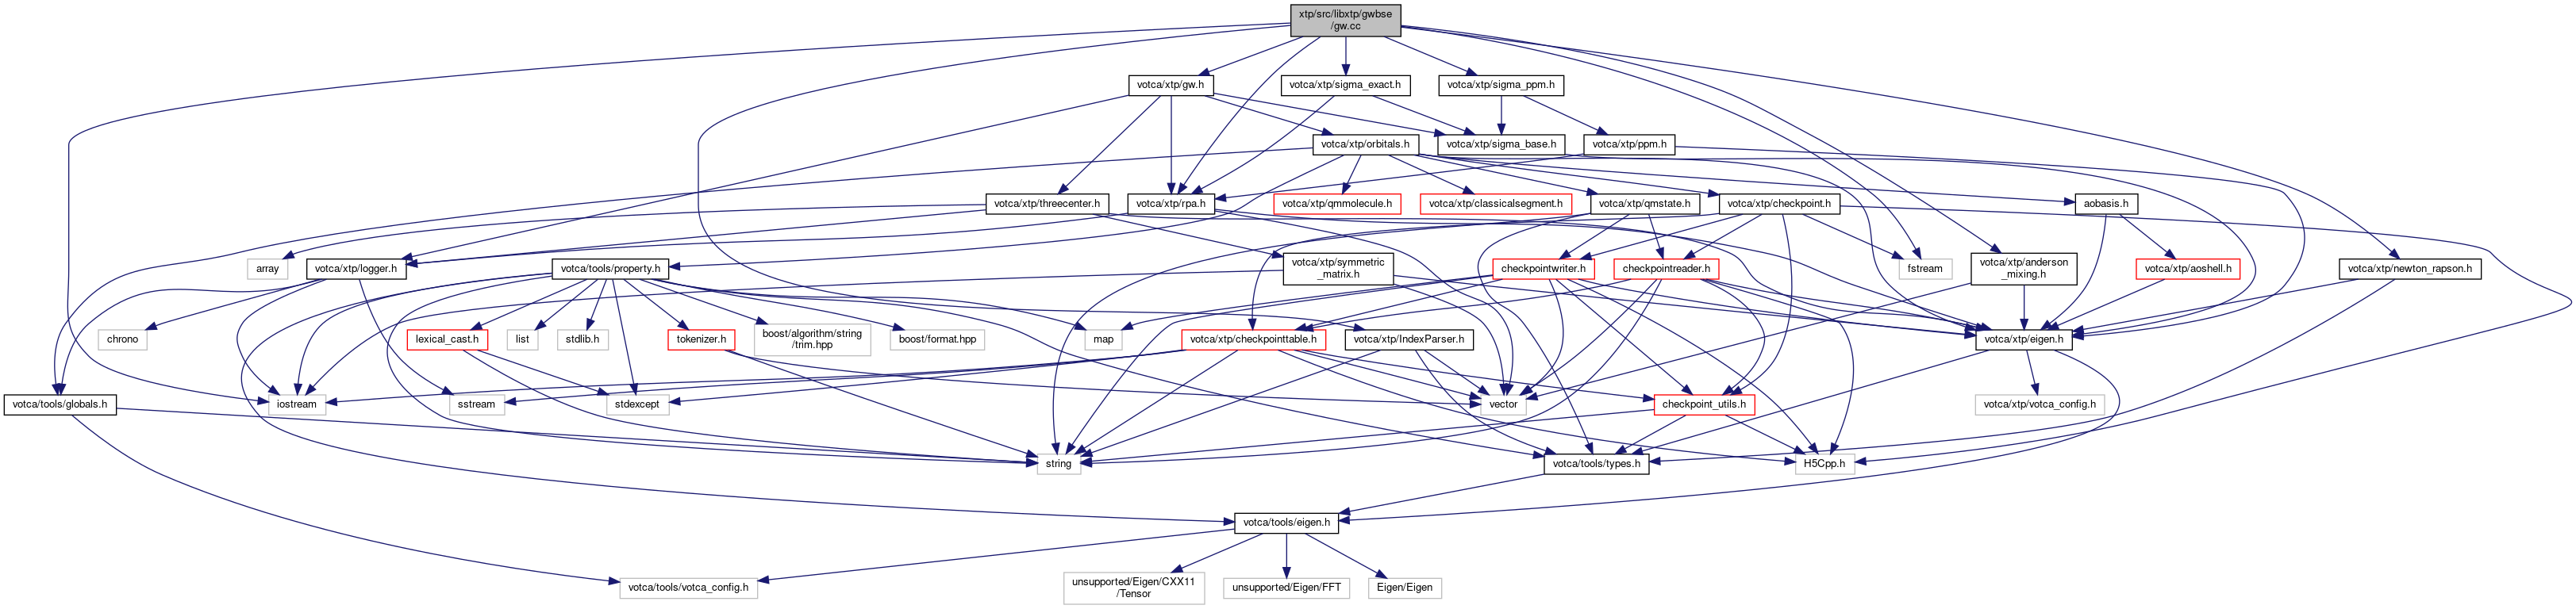 xtp/src/libxtp/gwbse
/gw.cc
votca/xtp/gw.h
votca/xtp/sigma_exact.h
votca/xtp/sigma_ppm.h
votca/xtp/orbitals.h
votca/xtp/sigma_base.h
votca/xtp/ppm.h
votca/xtp/threecenter.h
votca/xtp/rpa.h
votca/xtp/qmmolecule.h
votca/xtp/classicalsegment.h
votca/xtp/qmstate.h
votca/xtp/checkpoint.h
aobasis.h
array
votca/xtp/logger.h
votca/tools/property.h
votca/xtp/symmetric
_matrix.h
checkpointwriter.h
checkpointreader.h
fstream
votca/xtp/anderson
_mixing.h
votca/xtp/aoshell.h
votca/xtp/newton_rapson.h
chrono
lexical_cast.h
list
stdlib.h
tokenizer.h
boost/algorithm/string
/trim.hpp
boost/format.hpp
map
votca/xtp/checkpointtable.h
votca/xtp/IndexParser.h
votca/xtp/eigen.h
votca/tools/globals.h
iostream
sstream
stdexcept
vector
checkpoint_utils.h
votca/xtp/votca_config.h
string
votca/tools/types.h
H5Cpp.h
votca/tools/eigen.h
votca/tools/votca_config.h
unsupported/Eigen/CXX11
/Tensor
unsupported/Eigen/FFT
Eigen/Eigen